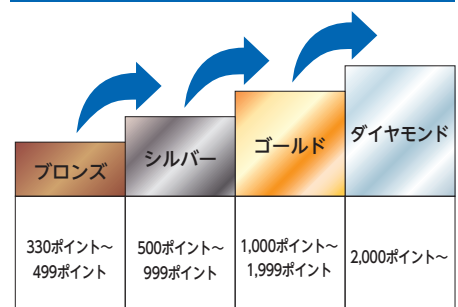 ブロンズ
シルバー
ゴールド
ダイヤモンド
330ポイント～
499ポイント
500ポイント～
999ポイント
1,000ポイント～
1,999ポイント
2,000ポイント～